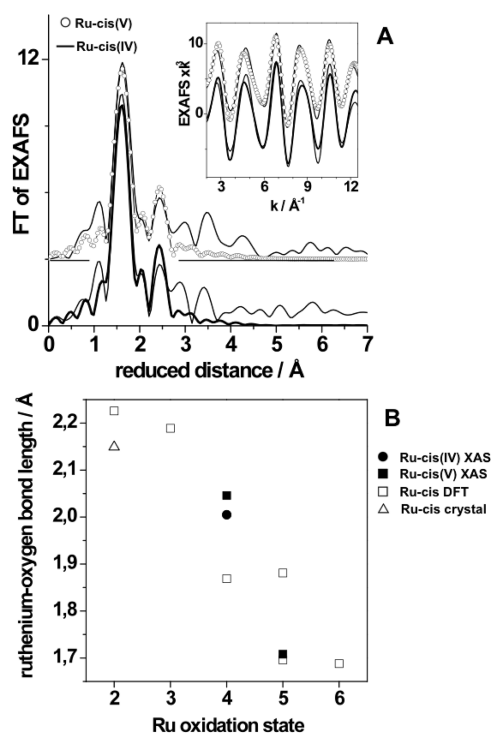 Ru-cis(V)
Ru-cis(IV)
A
12
FT of EXAFS
0
0 1 2 3 4 5 6 7
reduced distance / Å
EXAFS xk³
10
0
3 6 9 12
k / Å⁻¹
B
ruthenium-oxygen bond length / Å
2,2
2,1
2,0
1,9
1,8
1,7
2 3 4 5 6
Ru oxidation state
Ru-cis(IV) XAS
Ru-cis(V) XAS
Ru-cis DFT
Ru-cis crystal